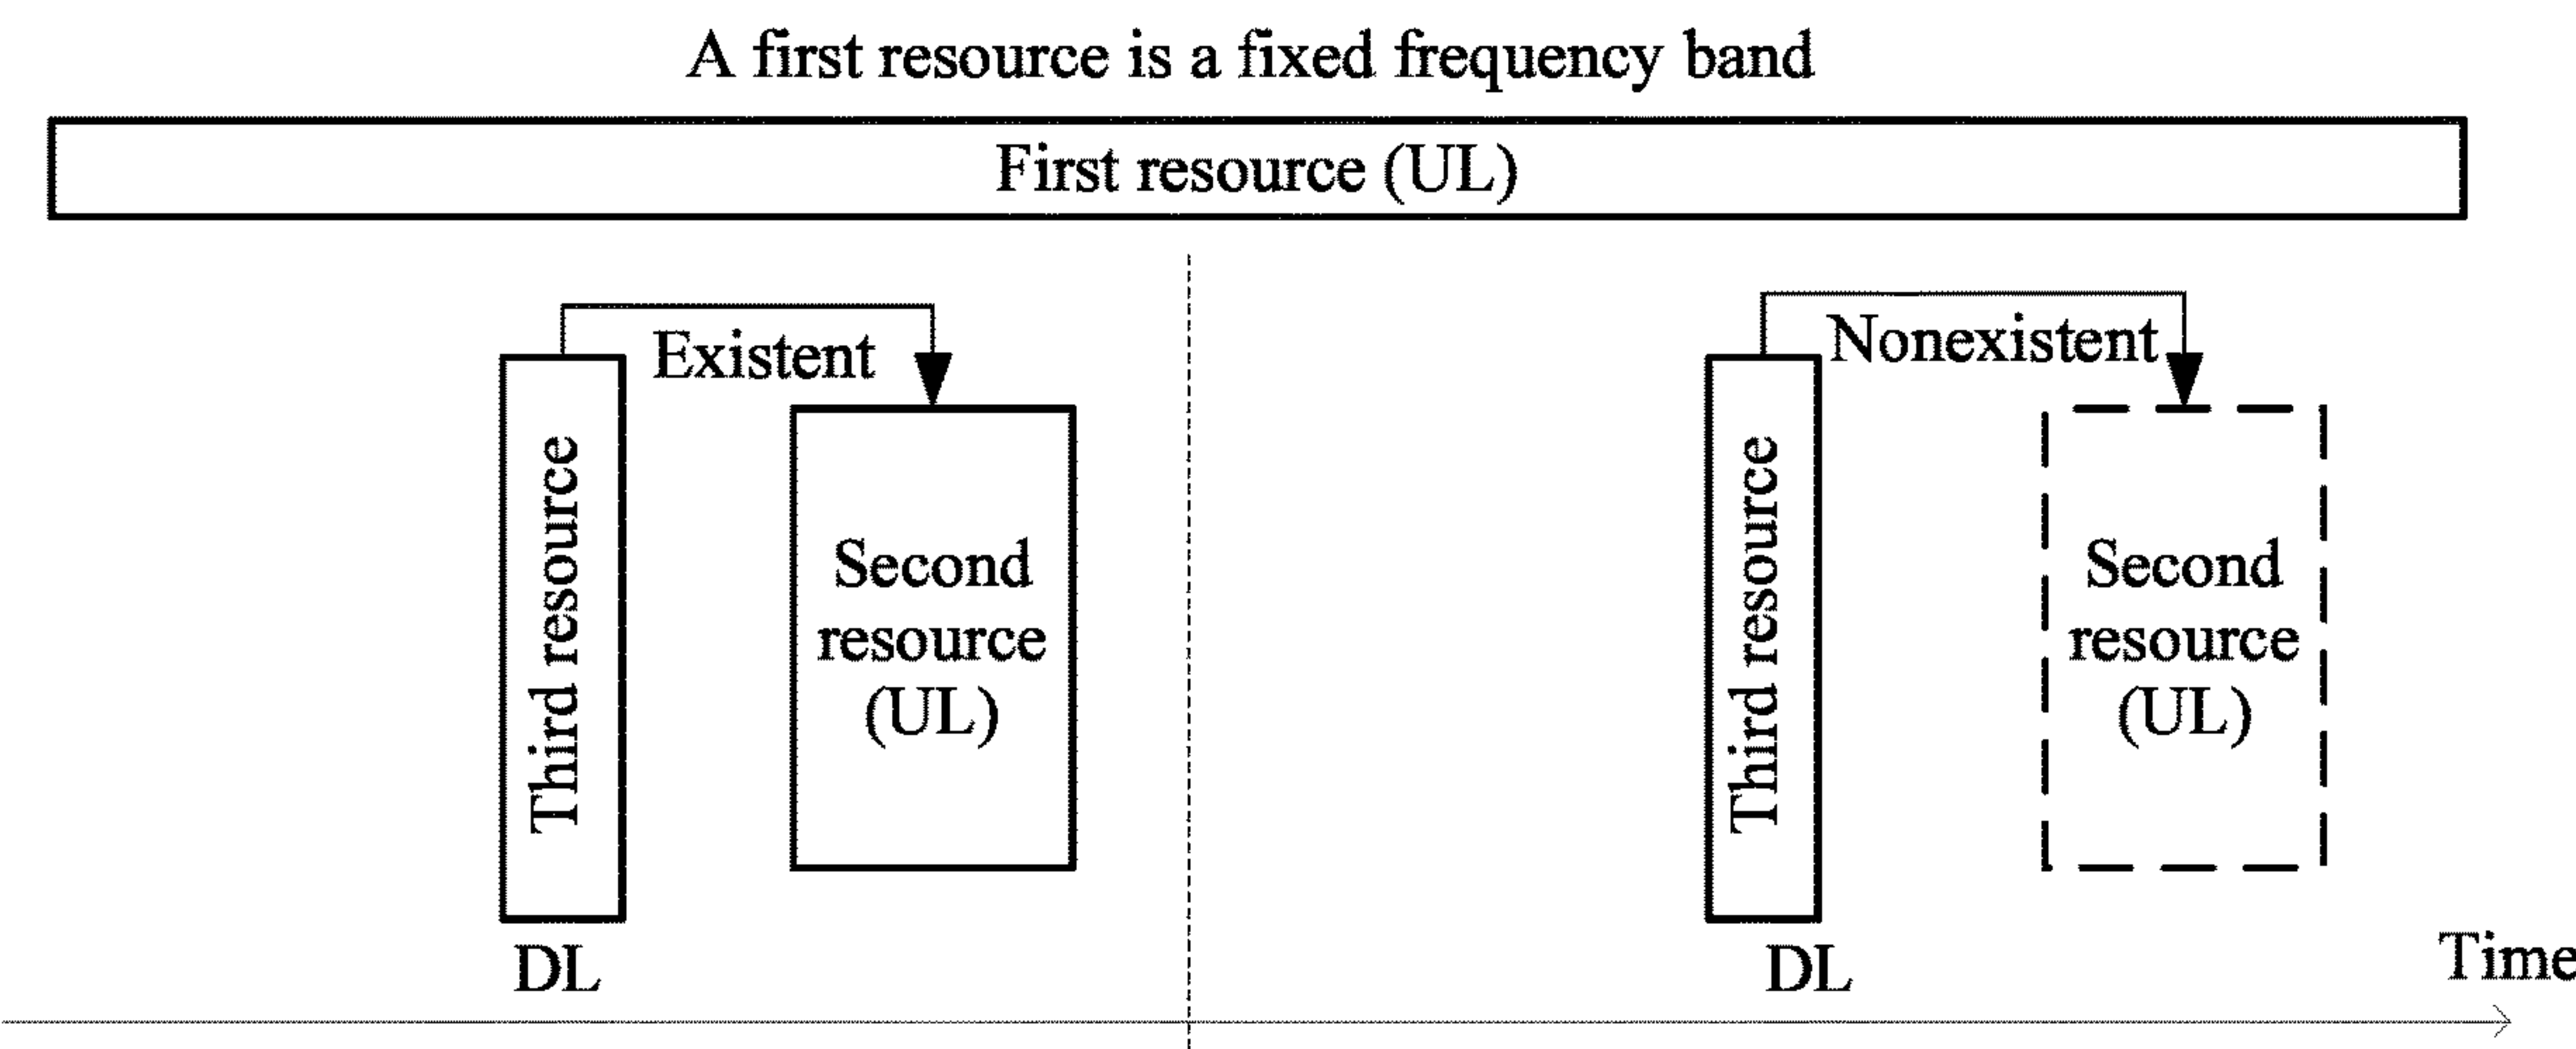 A first resource is a fixed frequency band
First resource (UL)
Existent
Third resource
Second
resource
(UL)
DL
Nonexistent
Third resource
Second
resource
(UL)
DL
Time